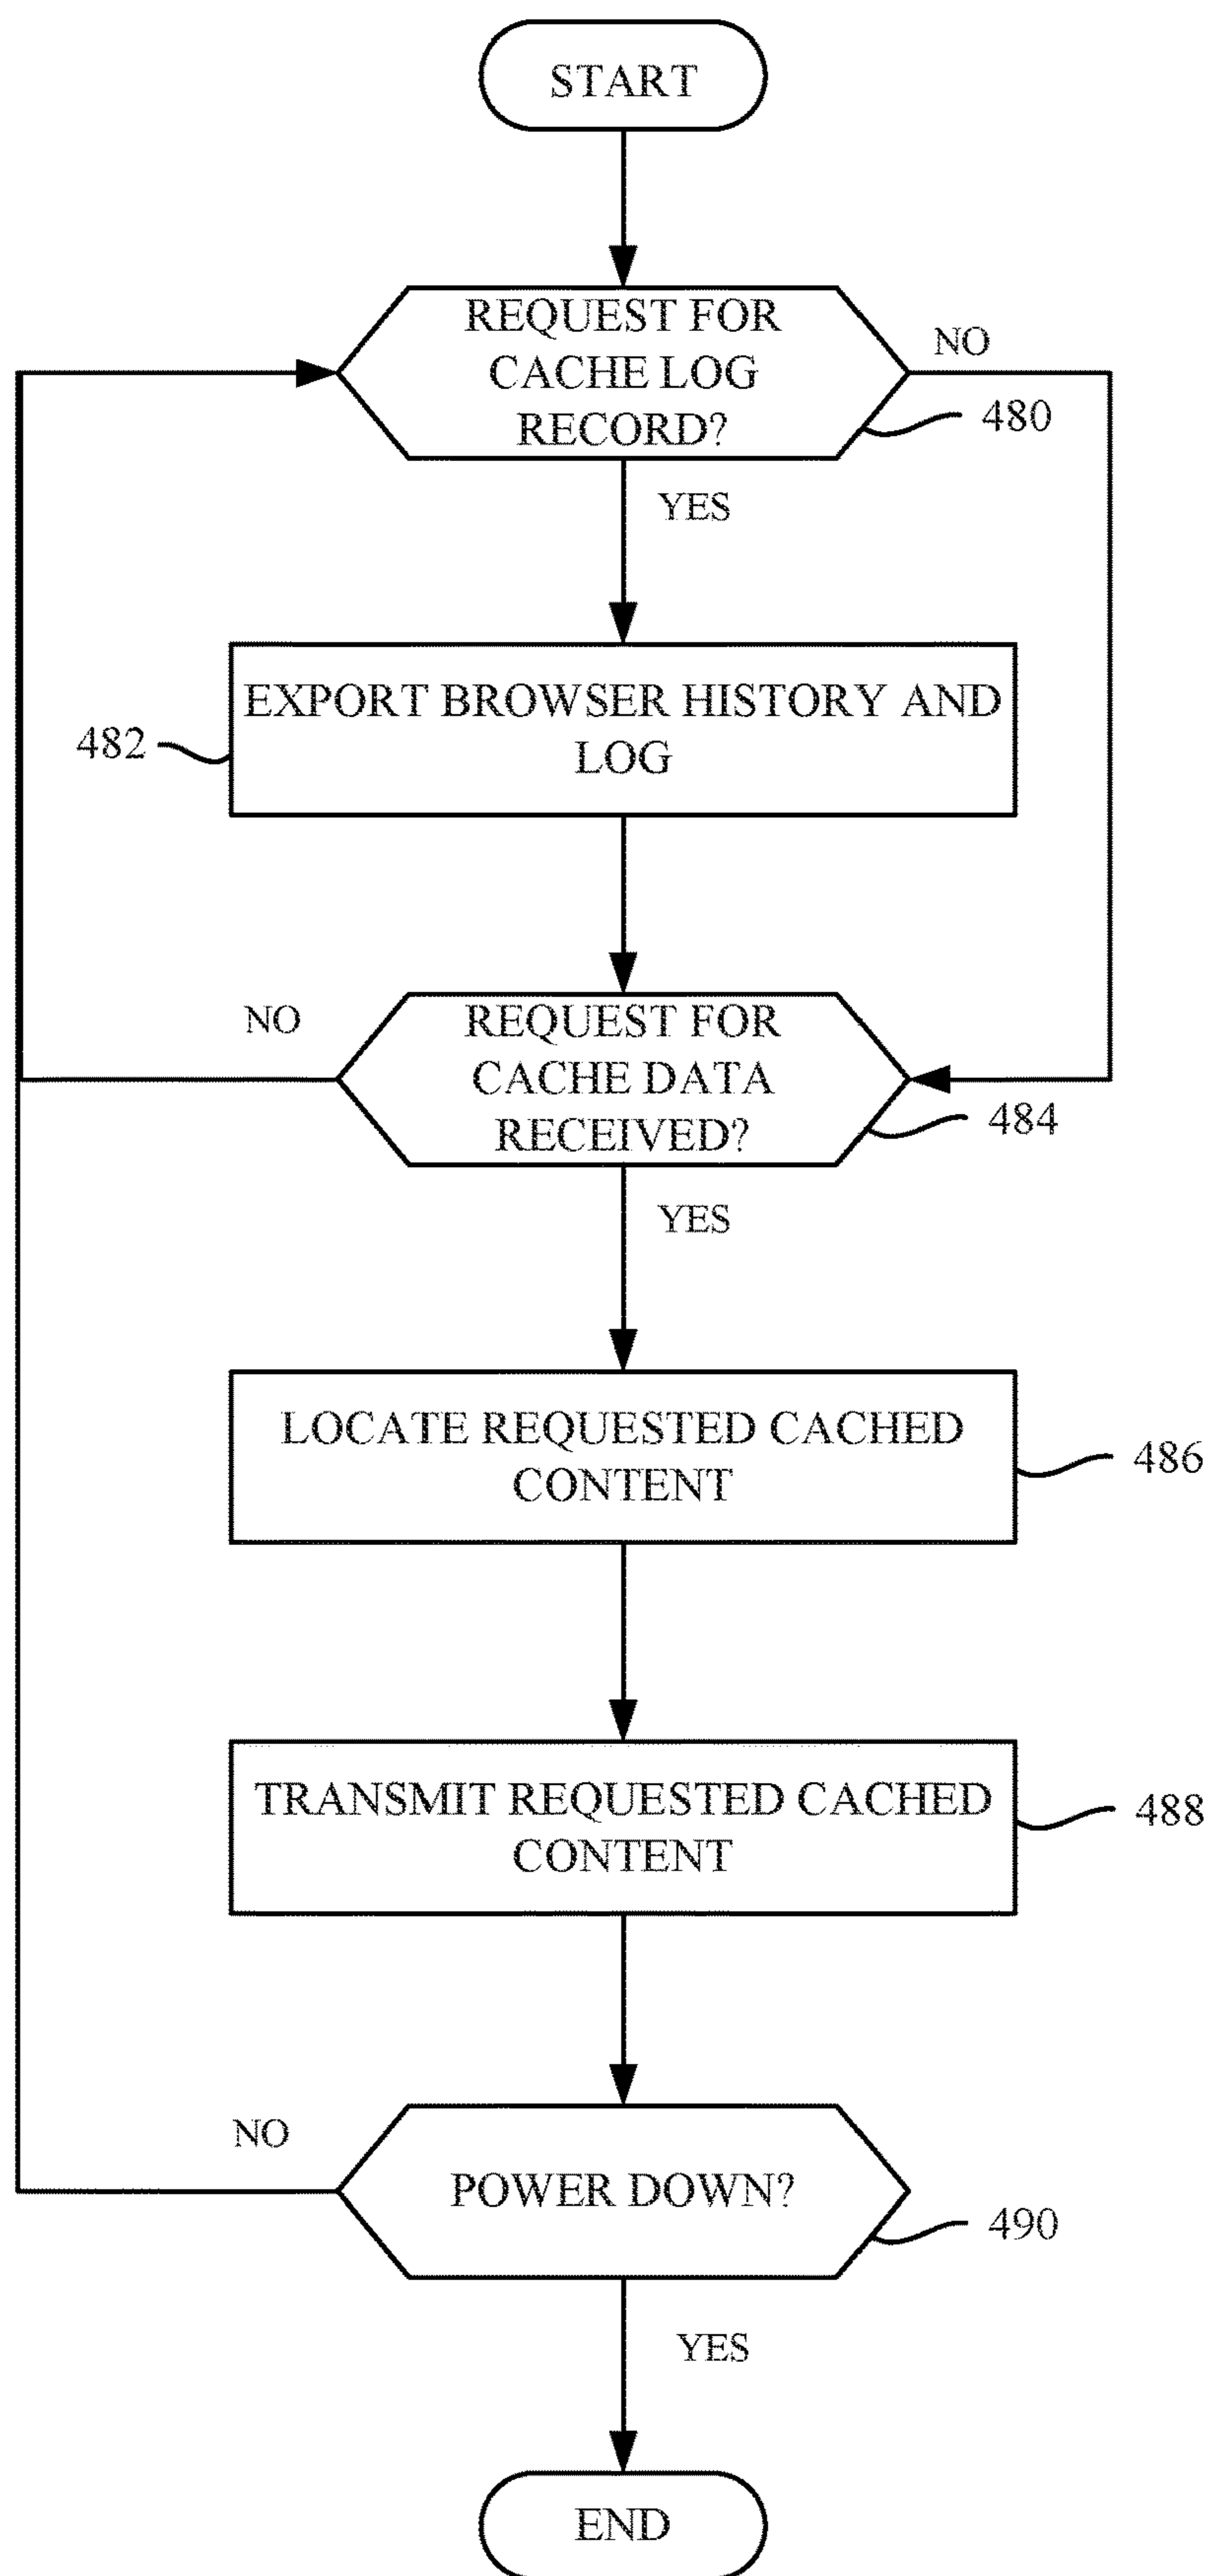 START
REQUEST FOR
CACHE LOG
RECORD?
NO
480
YES
EXPORT BROWSER HISTORY AND
LOG
482
REQUEST FOR
CACHE DATA
RECEIVED?
NO
484
YES
LOCATE REQUESTED CACHED
CONTENT
486
TRANSMIT REQUESTED CACHED
CONTENT
488
POWER DOWN?
NO
490
YES
END